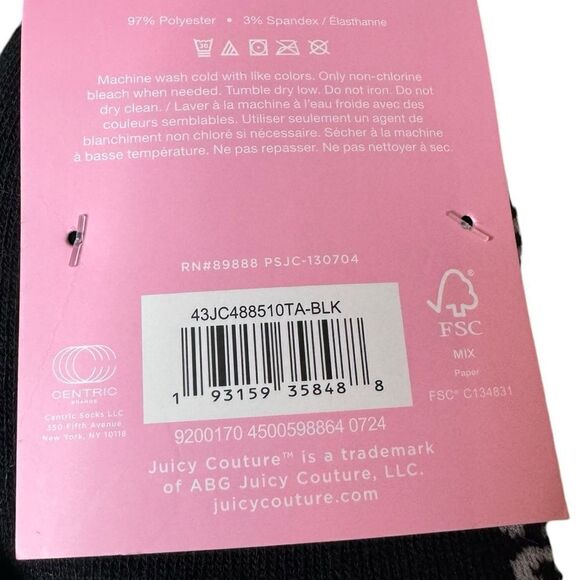 97% Polyester • 3% Spandex / Élasthanne
30
Machine wash cold with like colors. Only non-chlorine
bleach when needed. Tumble dry low. Do not iron. Do not
dry clean. / Laver à la machine à l'eau froide avec des
couleurs semblables. Utiliser seulement un agent de
blanchiment non chloré si nécessaire. Sécher à la machine
à basse température. Ne pas repasser. Ne pas nettoyer à sec.
RN#89888 PSJC-130704
43JC488510TA-BLK
1 93159 35848 8
9200170 4500598864 0724
CENTRIC
BRANDS
Centric Socks LLC
350 Fifth Avenue
New York, NY 10118
FSC
MIX
Paper
FSC® C134831
Juicy Couture™ is a trademark
of ABG Juicy Couture, LLC.
juicycouture.com